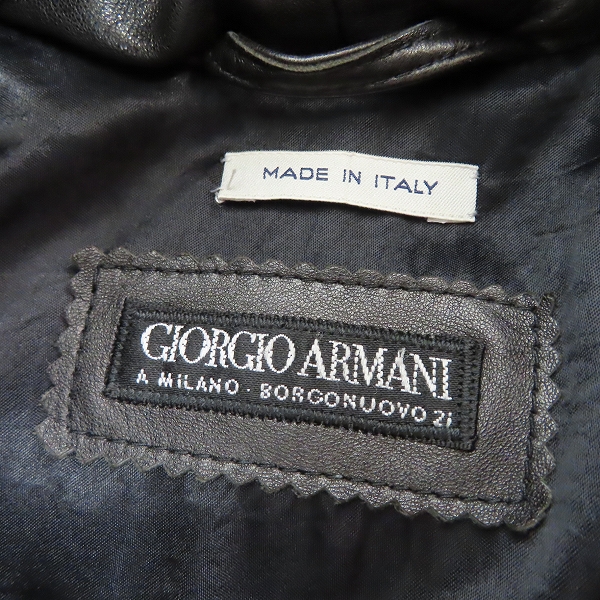 MADE IN ITALY
GIORGIO ARMANI
A MILANO · BORGONUOVO 21